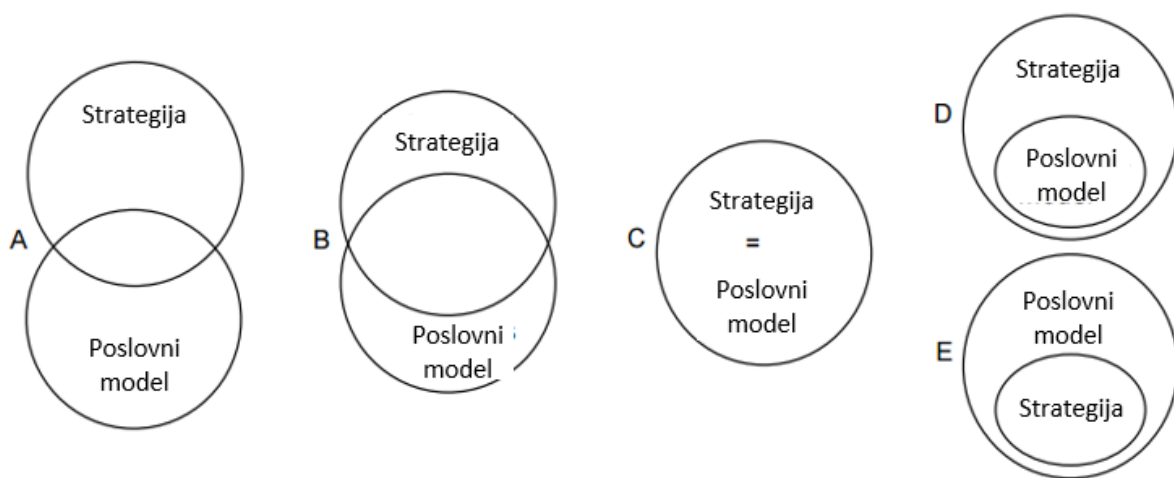 A
Strategija
Poslovni
model
B
Strategija
Poslovni
model
C
Strategija
=
Poslovni
model
D
Strategija
Poslovni
model
E
Poslovni
model
Strategija